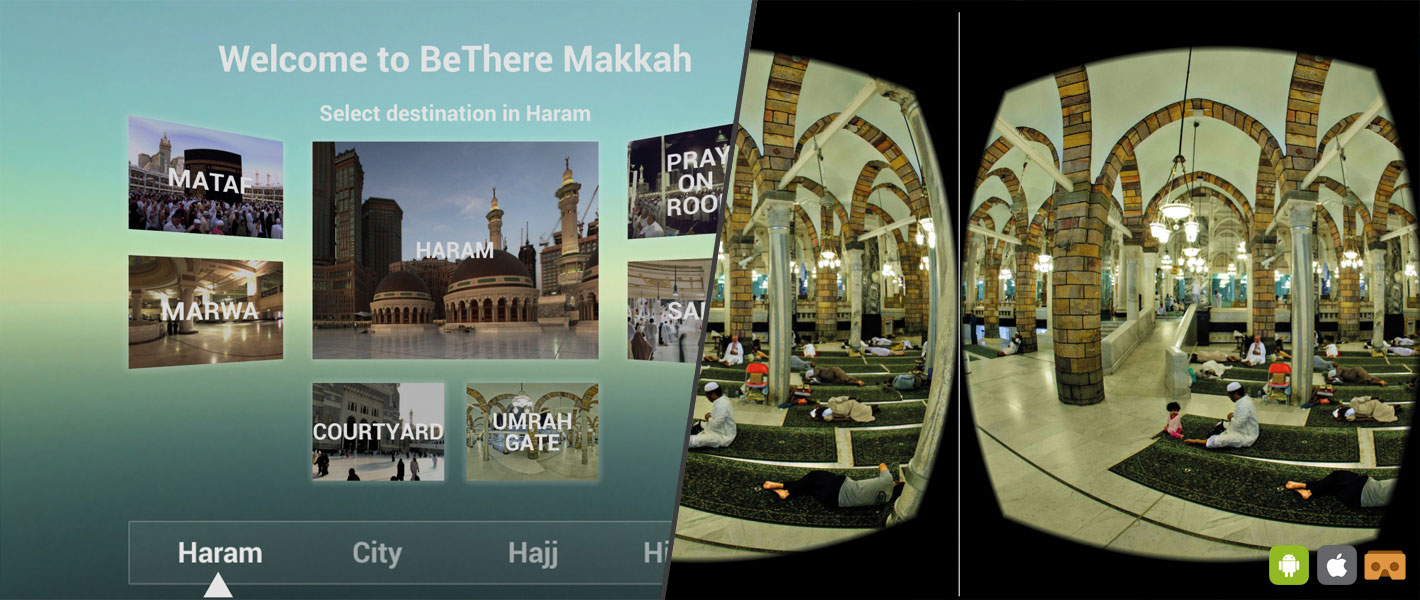 Welcome to BeThere Makkah
Select destination in Haram
MATAF
HARAM
PRAY
ON
MARWA
COURTYARD
UMRAH
GATE
Haram
City
Hajj